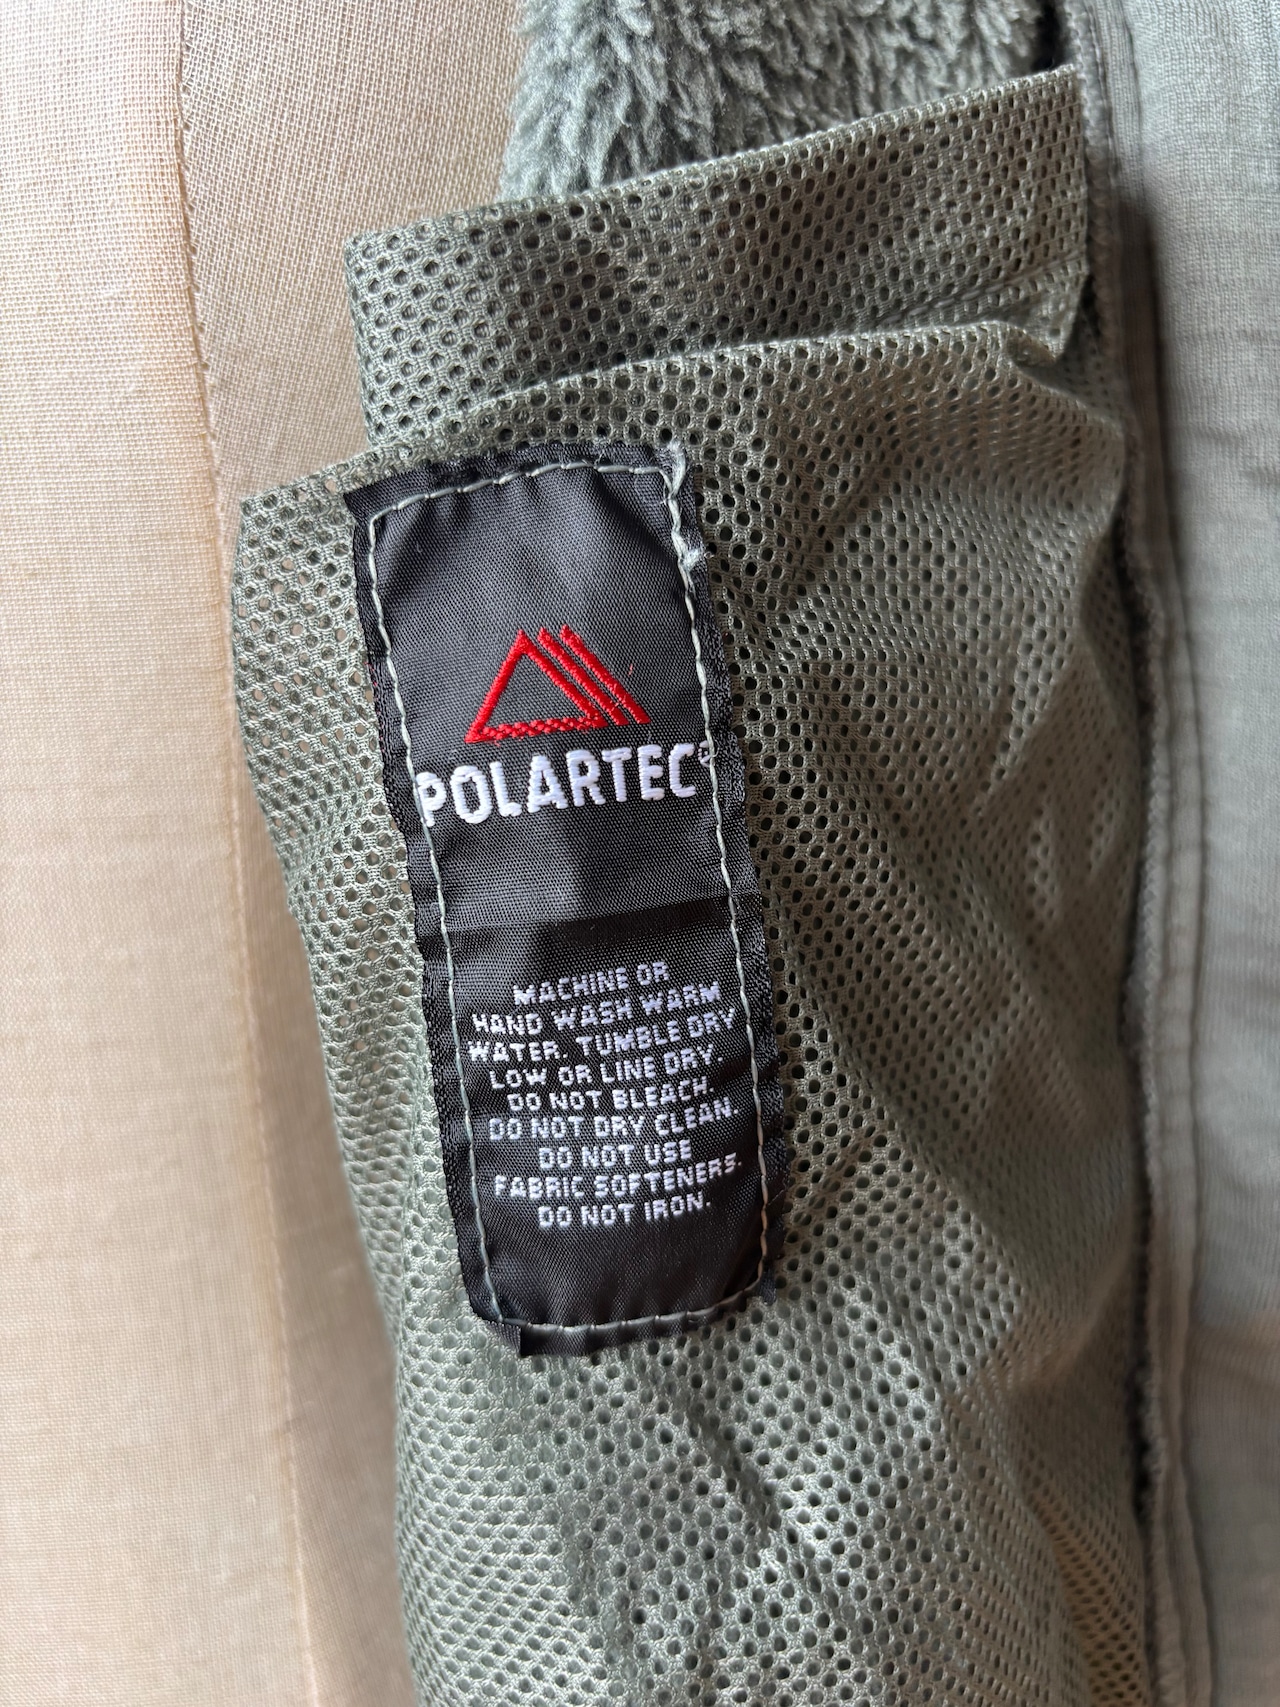 POLARTEC®
MACHINE OR
HAND WASH WARM
WATER. TUMBLE DRY
LOW OR LINE DRY.
DO NOT BLEACH.
DO NOT DRY CLEAN.
DO NOT USE
FABRIC SOFTENERS.
DO NOT IRON.